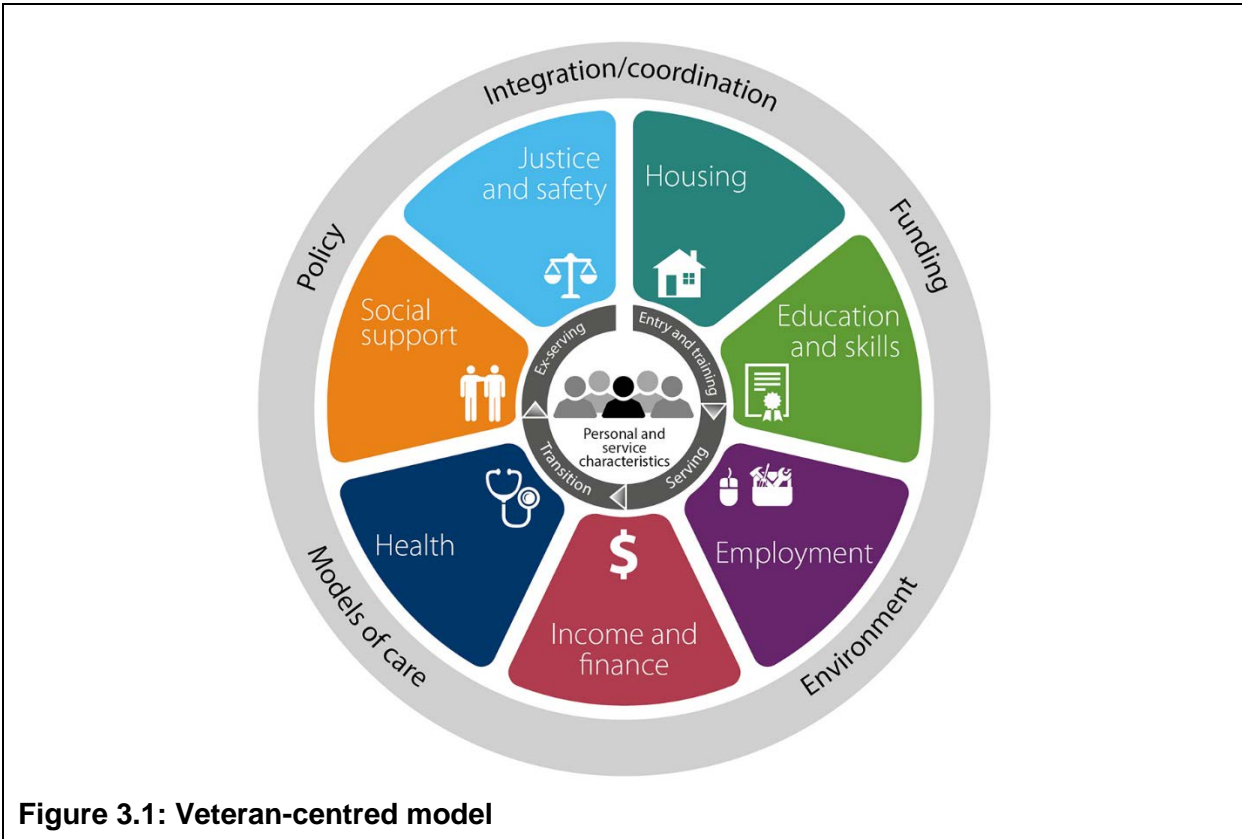 Integration/coordination
Funding
Environment
Models of care
Policy
Justice
and safety
Housing
Education
and skills
Employment
$
Income and
finance
Health
Social
support
Entry and training
Serving
Transition
Ex-serving
Personal and
service
characteristics
Figure 3.1: Veteran-centred model